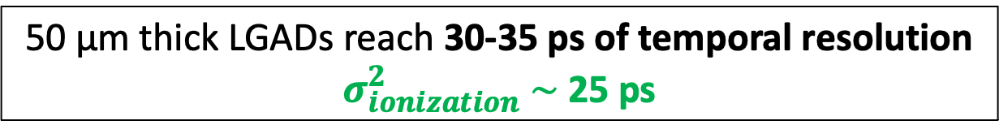 50 µm thick LGADs reach 30-35 ps of temporal resolution
σ²ionization ~ 25 ps